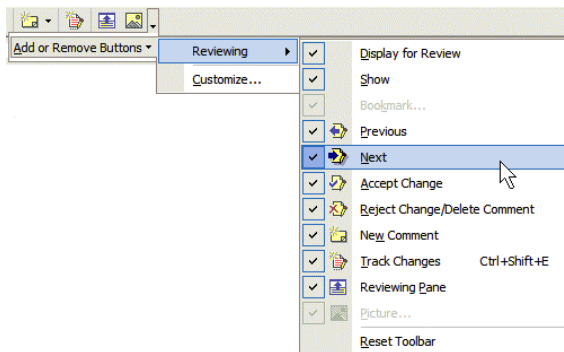 Add or Remove Buttons
Reviewing
Customize...
Display for Review
Show
Bookmark...
Previous
Next
Accept Change
Reject Change/Delete Comment
New Comment
Track Changes Ctrl+Shift+E
Reviewing Pane
Picture...
Reset Toolbar